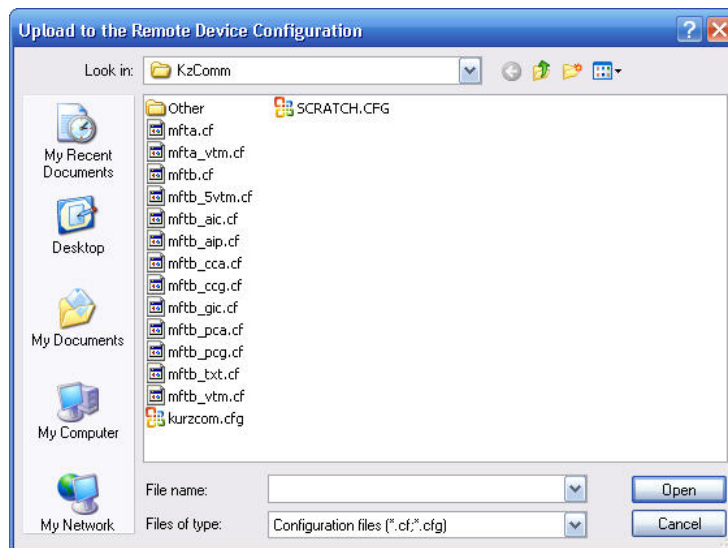 Upload to the Remote Device Configuration
Look in: KzComm
My Recent
Documents
Desktop
My Documents
My Computer
My Network
Other
mfta.cf
mfta_vtm.cf
mftb.cf
mftb_5vtm.cf
mftb_aic.cf
mftb_aip.cf
mftb_cca.cf
mftb_ccg.cf
mftb_gic.cf
mftb_pca.cf
mftb_pcg.cf
mftb_txt.cf
mftb_vtm.cf
kurzcom.cfg
SCRATCH.CFG
File name:
Open
Files of type: Configuration files (*.cf;*.cfg)
Cancel